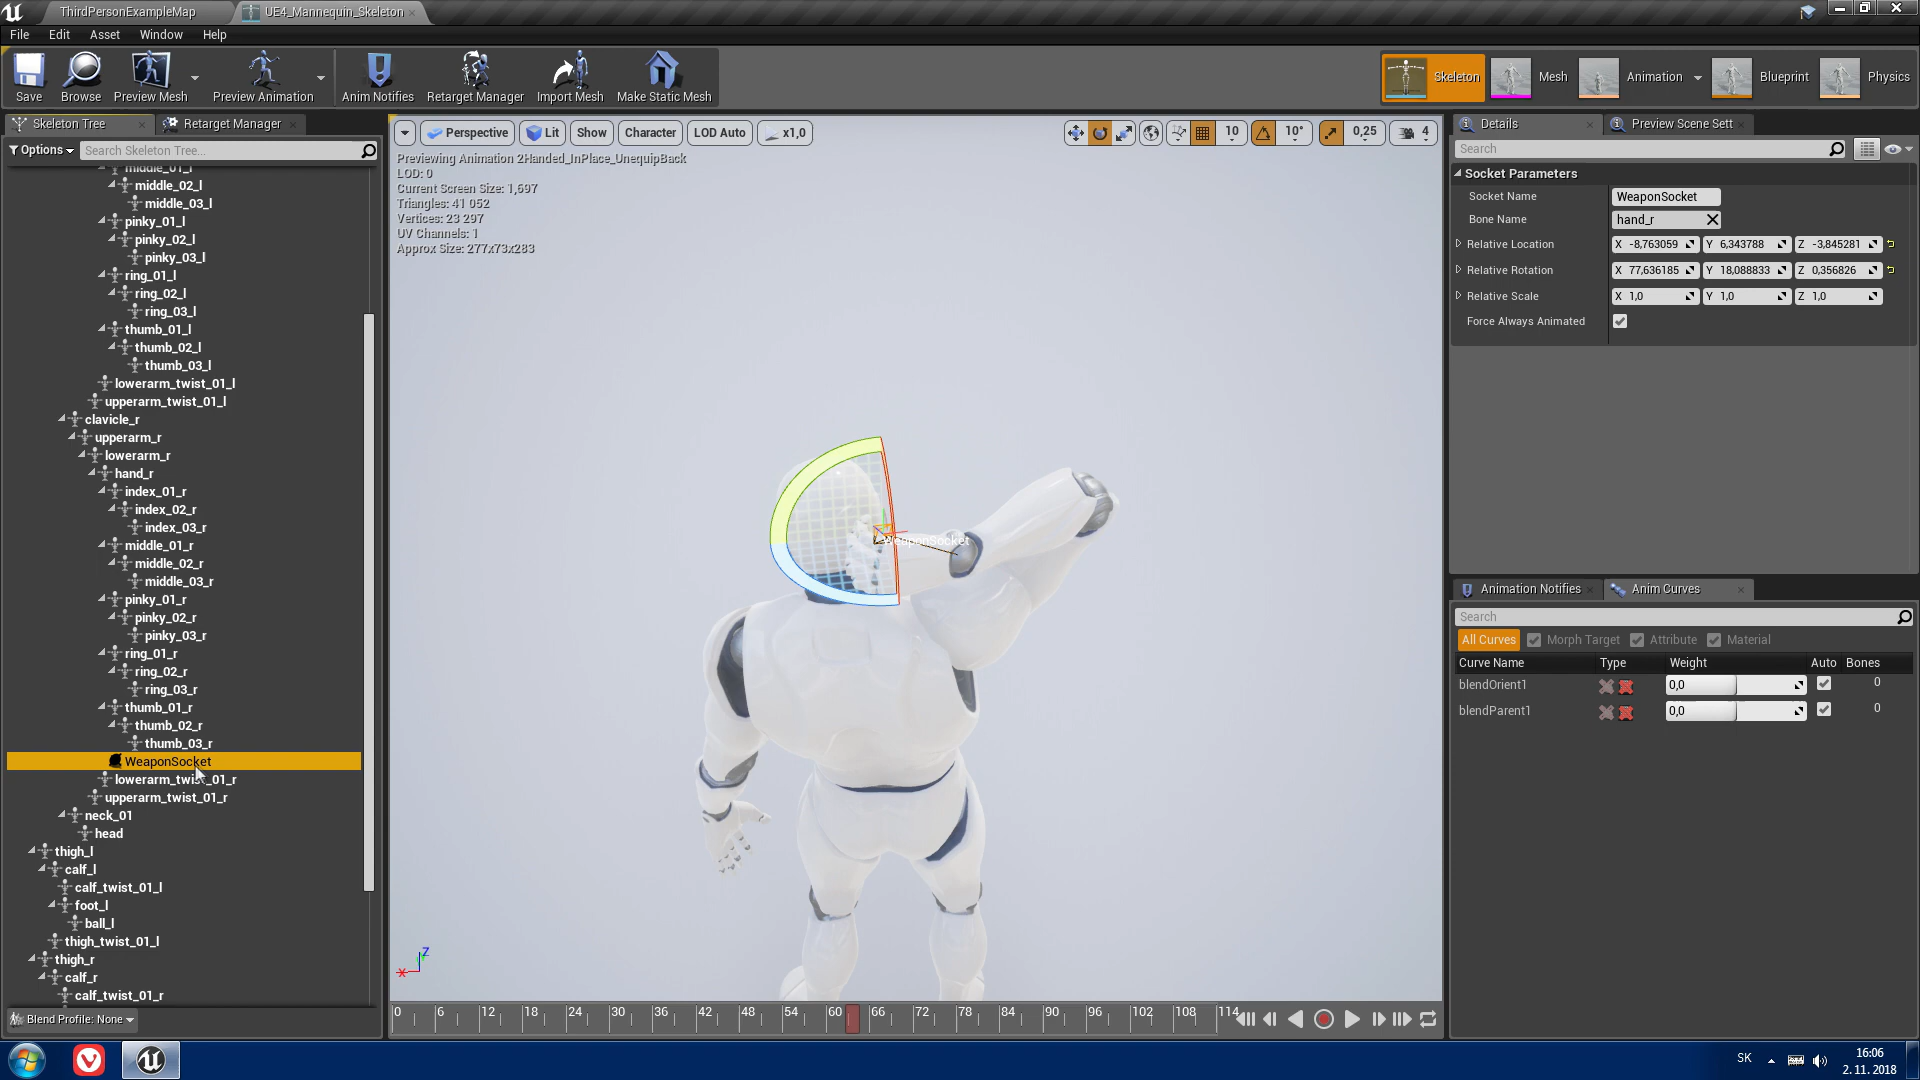 ThirdPersonExampleMap
UE4_Mannequin_Skeleton
File Edit Asset Window Help
Save Browse Preview Mesh Preview Animation Anim Notifies Retarget Manager Import Mesh Make Static Mesh
Skeleton Mesh Animation Blueprint Physics
Skeleton Tree Retarget Manager
Options Search Skeleton Tree...
middle_01_l
middle_02_l
middle_03_l
pinky_01_l
pinky_02_l
pinky_03_l
ring_01_l
ring_02_l
ring_03_l
thumb_01_l
thumb_02_l
thumb_03_l
lowerarm_twist_01_l
upperarm_twist_01_l
clavicle_r
upperarm_r
lowerarm_r
hand_r
index_01_r
index_02_r
index_03_r
middle_01_r
middle_02_r
middle_03_r
pinky_01_r
pinky_02_r
pinky_03_r
ring_01_r
ring_02_r
ring_03_r
thumb_01_r
thumb_02_r
thumb_03_r
WeaponSocket
lowerarm_twist_01_r
upperarm_twist_01_r
neck_01
head
thigh_l
calf_l
calf_twist_01_l
foot_l
ball_l
thigh_twist_01_l
thigh_r
calf_r
calf_twist_01_r
Blend Profile: None
Perspective Lit Show Character LOD Auto x1,0
10 10° 0,25 4
Previewing Animation 2Handed_InPlace_UnequipBack
LOD: 0
Current Screen Size: 1,697
Triangles: 41 052
Vertices: 23 297
UV Channels: 1
Approx Size: 277x73x283
WeaponSocket
Z
X
0 6 12 18 24 30 36 42 48 54 60 66 72 78 84 90 96 102 108 114
Details Preview Scene Sett
Search
Socket Parameters
Socket Name WeaponSocket
Bone Name hand_r
Relative Location X -8,763059 Y 6,343788 Z -3,845281
Relative Rotation X 77,636185 Y 18,088833 Z 0,356826
Relative Scale X 1,0 Y 1,0 Z 1,0
Force Always Animated
Animation Notifies Anim Curves
Search
All Curves Morph Target Attribute Material
Curve Name Type Weight Auto Bones
blendOrient1 0,0 0
blendParent1 0,0 0
SK
16:06
2. 11. 2018